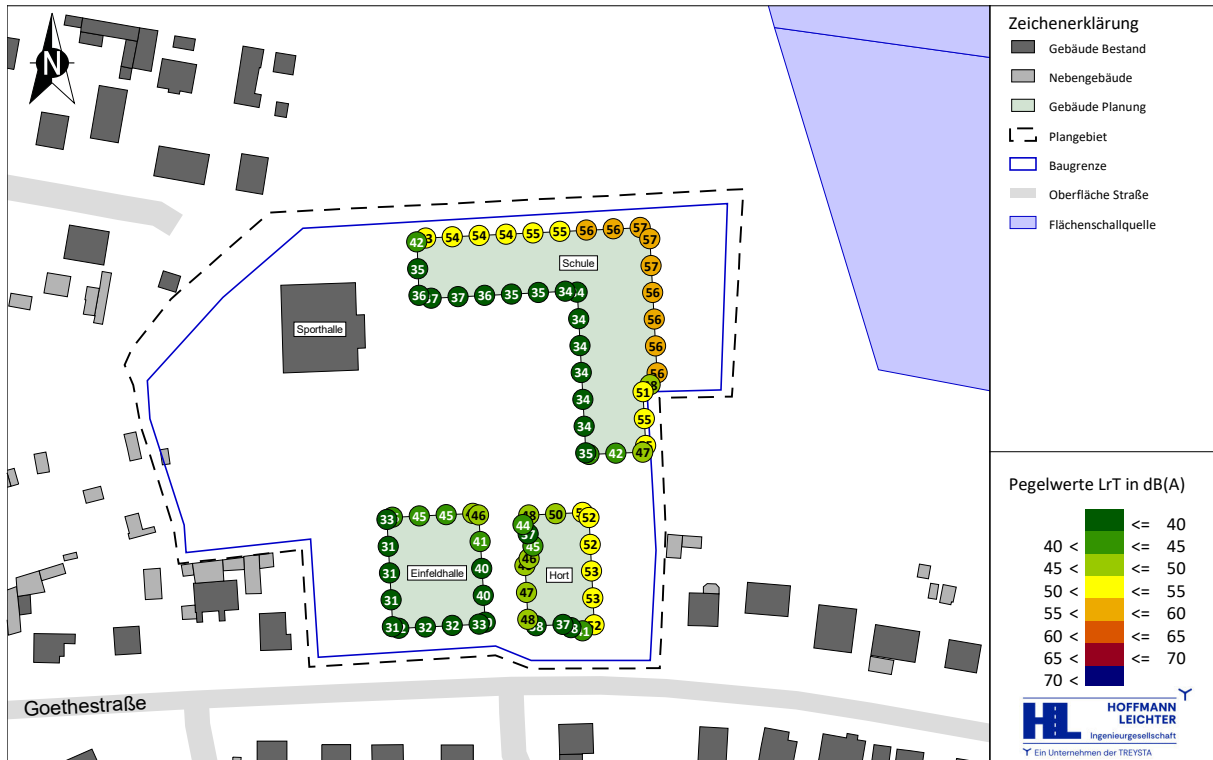 N
Zeichenerklärung
Gebäude Bestand
Nebengebäude
Gebäude Planung
Plangebiet
Baugrenze
Oberfläche Straße
Flächenschallquelle
42 54 54 54 55 55 56 56 57
57
35
Schule
57
36 37 36 35 35 34
56
34
56
Sporthalle
34
56
34
56
51
34
55
34
35 42 47
33 45 45 46
50
52
44
31
41
45
52
31
Einfeldhalle
40
46
Hort
53
31
40
47
53
31 32 32 33
48
37
Goethestraße
Pegelwerte LrT in dB(A)
<= 40
40 < <= 45
45 < <= 50
50 < <= 55
55 < <= 60
60 < <= 65
65 < <= 70
70 <
HL
HOFFMANN
LEICHTER
Ingenieurgesellschaft
Ein Unternehmen der TREYSTA